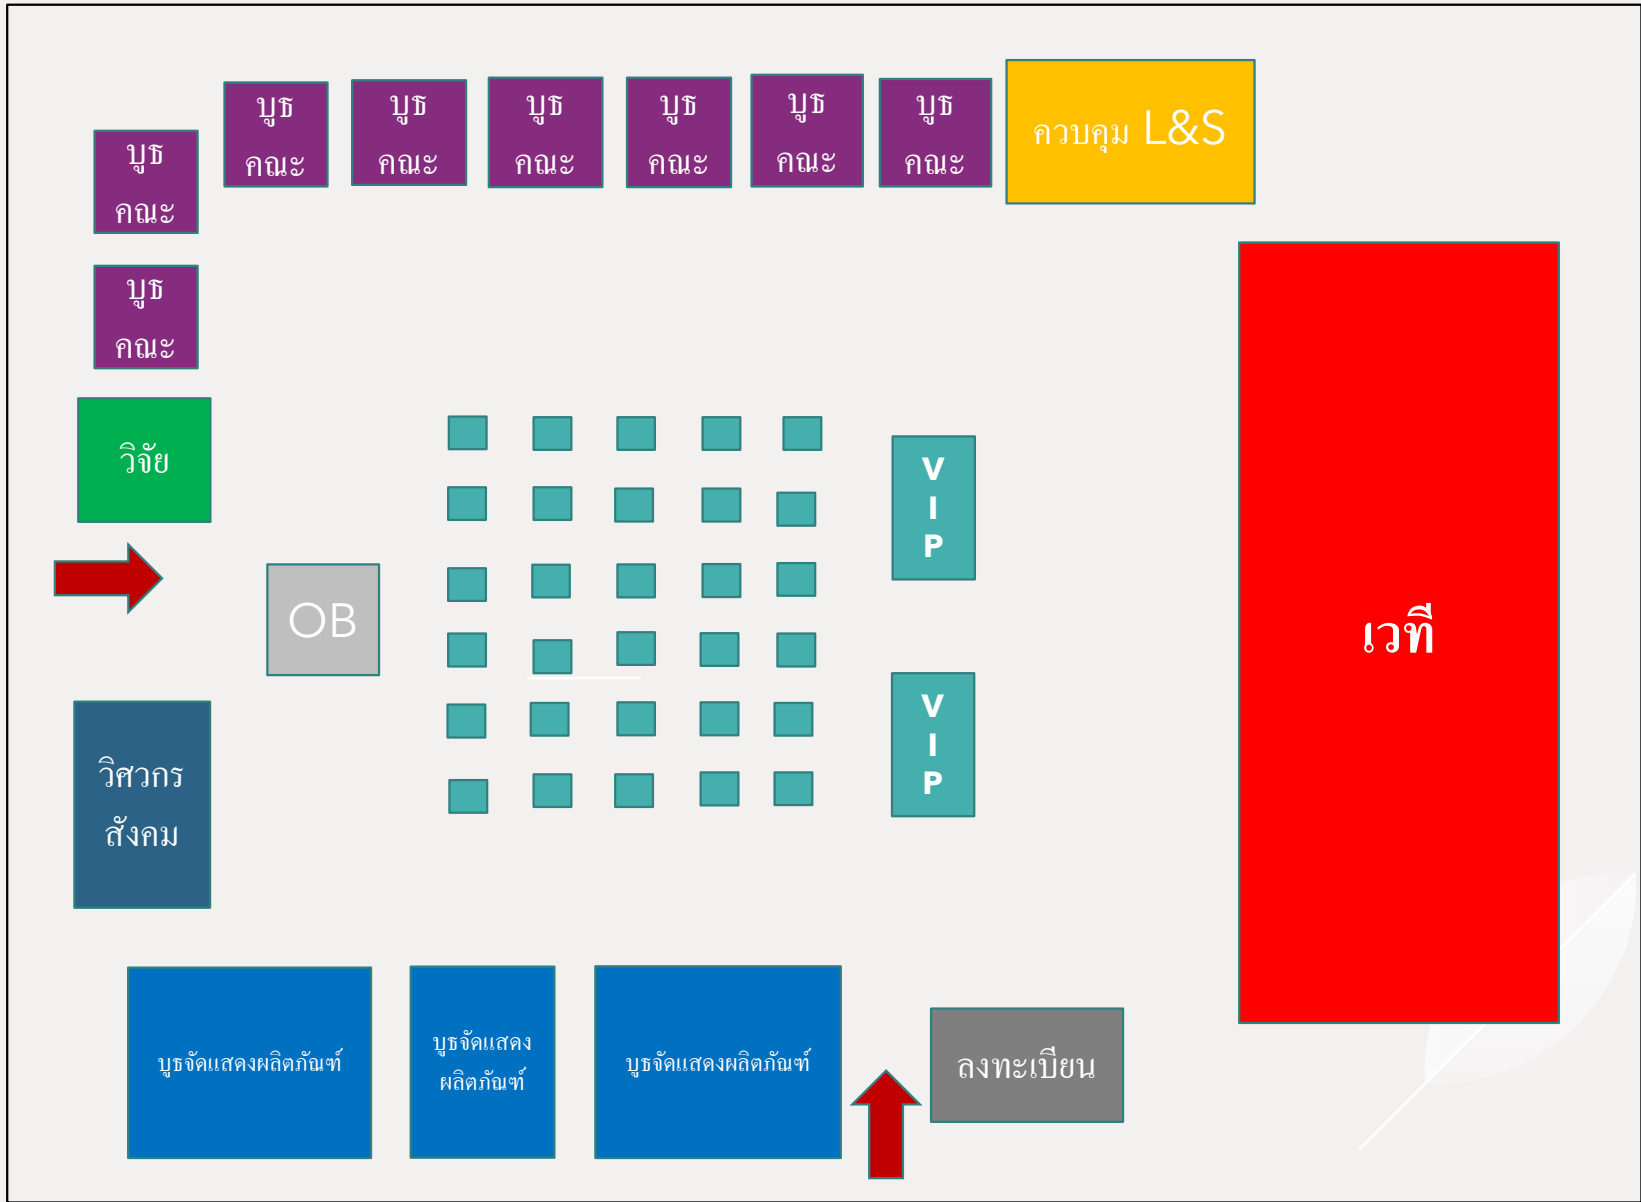 บูธ
คณะ
บูธ
คณะ
บูธ
คณะ
บูธ
คณะ
บูธ
คณะ
บูธ
คณะ
ควบคุม L&S
บูธ
คณะ
บูธ
คณะ
วิจัย
V
I
P
OB
เวที
V
I
P
วิศวกร
สังคม
บูธจัดแสดงผลิตภัณฑ์
บูธจัดแสดง
ผลิตภัณฑ์
บูธจัดแสดงผลิตภัณฑ์
ลงทะเบียน